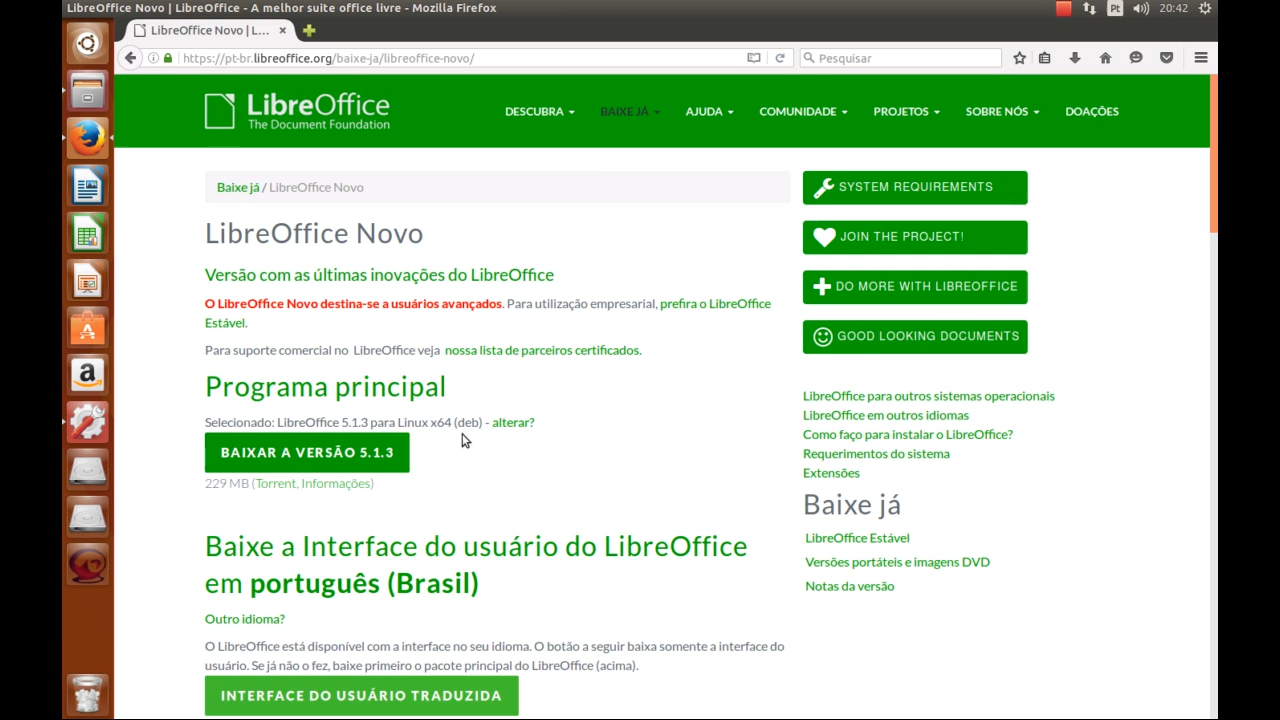 LibreOffice Novo | LibreOffice - A melhor suite office livre - Mozilla Firefox
Pt
20:42
LibreOffice Novo | L...
https://pt-br.libreoffice.org/baixe-ja/libreoffice-novo/
Pesquisar
LibreOffice
The Document Foundation
DESCUBRA
BAIXE JÁ
AJUDA
COMUNIDADE
PROJETOS
SOBRE NÓS
DOAÇÕES
Baixe já / LibreOffice Novo
LibreOffice Novo
Versão com as últimas inovações do LibreOffice
O LibreOffice Novo destina-se a usuários avançados. Para utilização empresarial, prefira o LibreOffice
Estável.
Para suporte comercial no LibreOffice veja nossa lista de parceiros certificados.
Programa principal
Selecionado: LibreOffice 5.1.3 para Linux x64 (deb) - alterar?
BAIXAR A VERSÃO 5.1.3
229 MB (Torrent, Informações)
Baixe a Interface do usuário do LibreOffice
em português (Brasil)
Outro idioma?
O LibreOffice está disponível com a interface no seu idioma. O botão a seguir baixa somente a interface do
usuário. Se já não o fez, baixe primeiro o pacote principal do LibreOffice (acima).
INTERFACE DO USUÁRIO TRADUZIDA
SYSTEM REQUIREMENTS
JOIN THE PROJECT!
DO MORE WITH LIBREOFFICE
GOOD LOOKING DOCUMENTS
LibreOffice para outros sistemas operacionais
LibreOffice em outros idiomas
Como faço para instalar o LibreOffice?
Requerimentos do sistema
Extensões
Baixe já
LibreOffice Estável
Versões portáteis e imagens DVD
Notas da versão